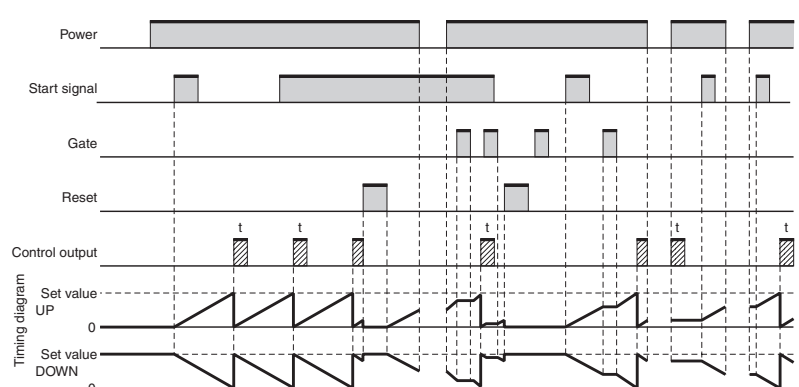 Power
Start signal
Gate
Reset
t
t
t
t
t
Control output
Timing diagram
Set value
UP
0
Set value
DOWN
0